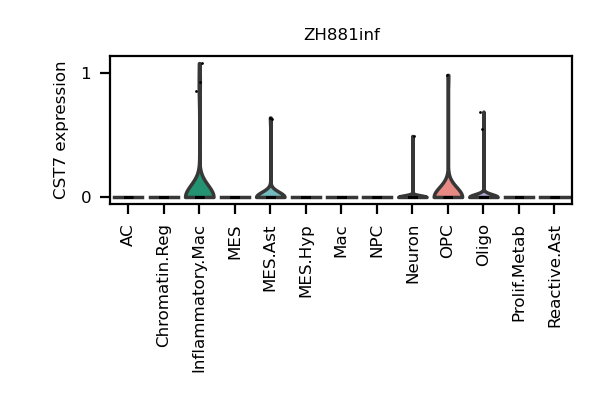 ZH881inf
CST7 expression
1
0
AC
Chromatin.Reg
Inflammatory.Mac
MES
MES.Ast
MES.Hyp
Mac
NPC
Neuron
OPC
Oligo
Prolif.Metab
Reactive.Ast